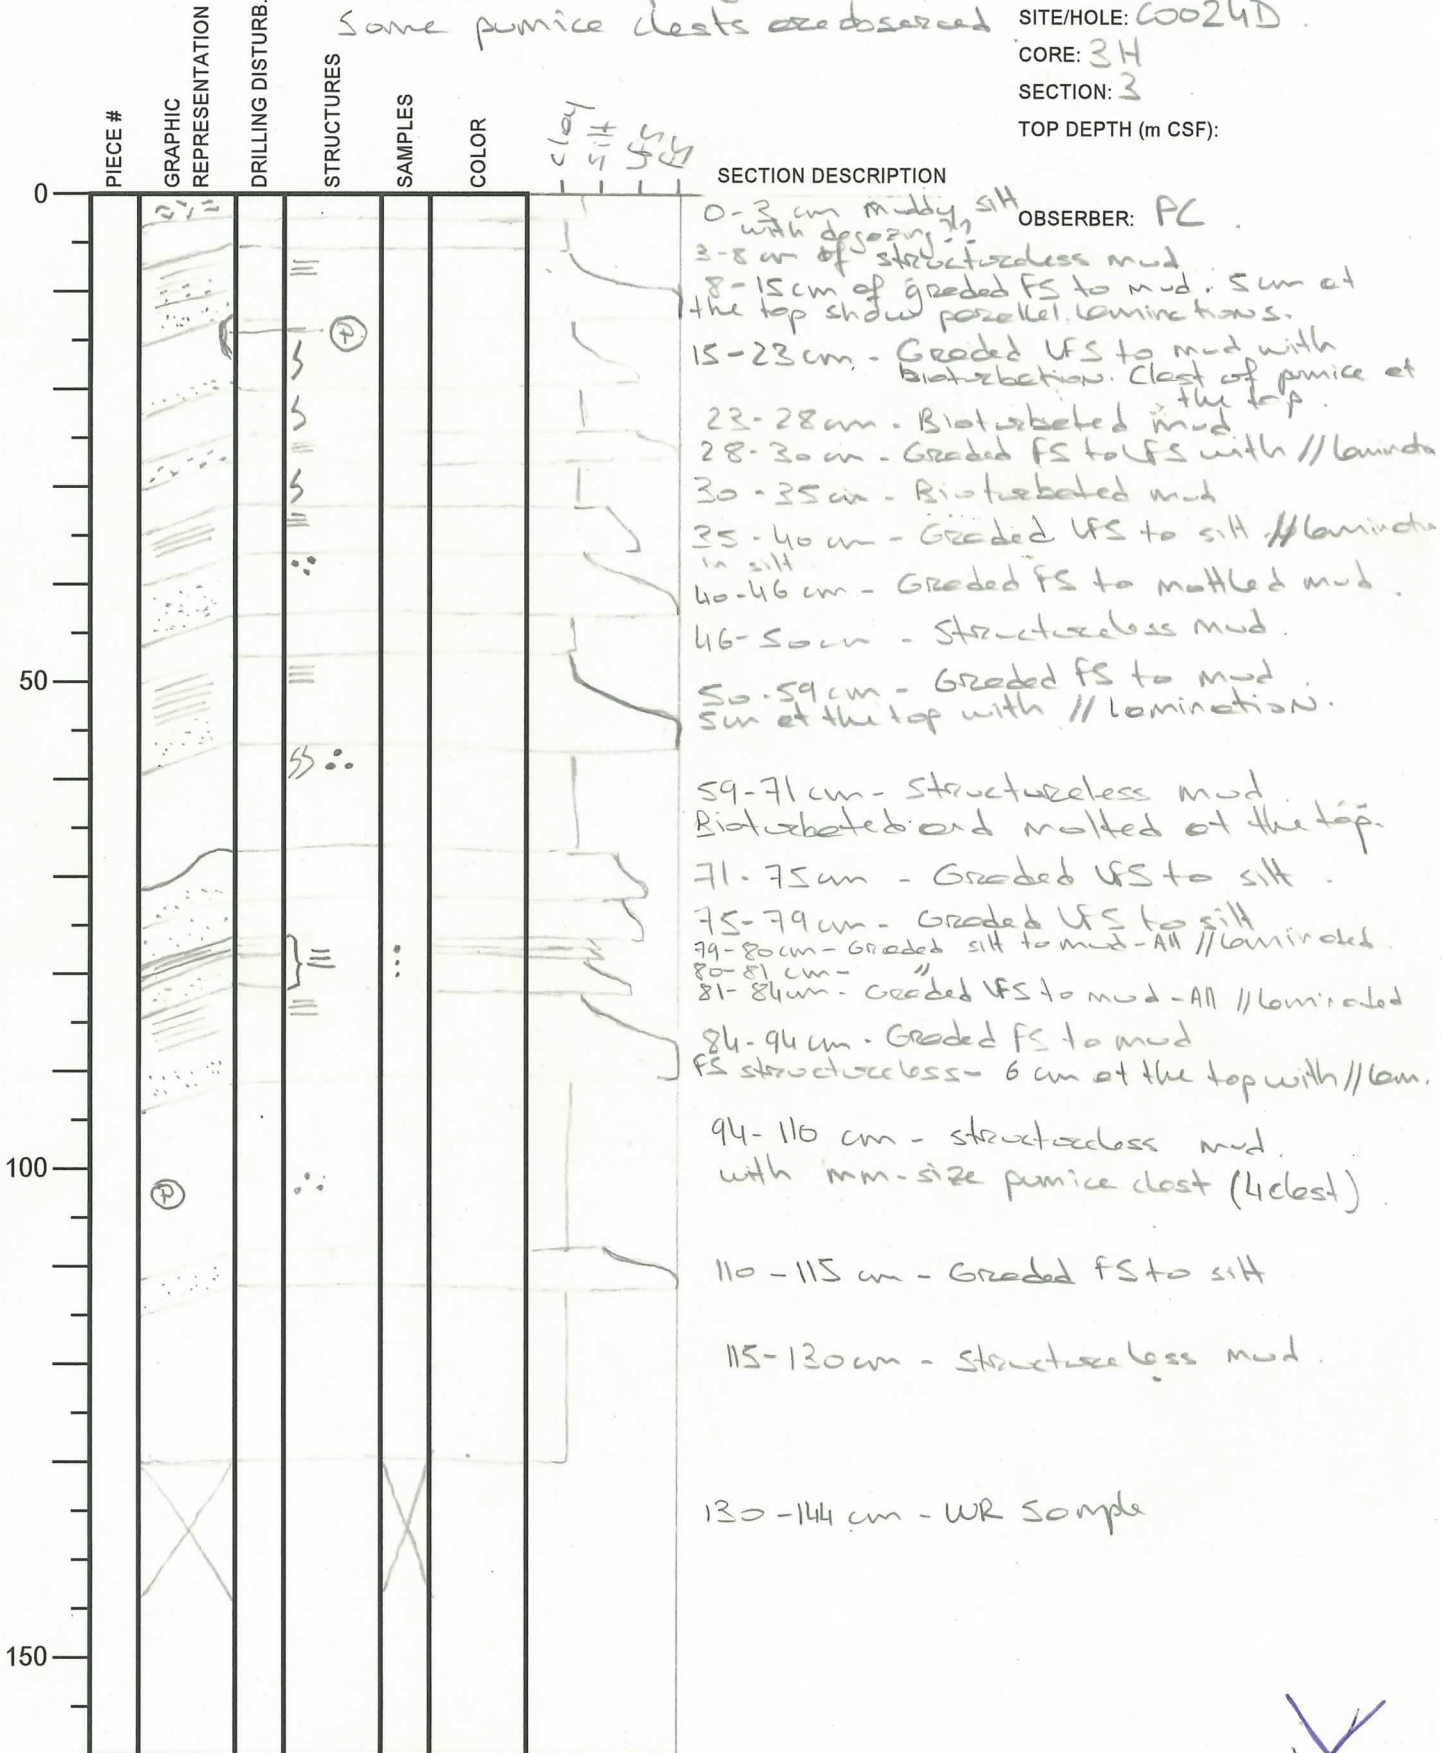 Some pumice clasts are observed
SITE/HOLE: C0024D
CORE: 3H
SECTION: 3
TOP DEPTH (m CSF):
PIECE #
GRAPHIC
REPRESENTATION
DRILLING DISTURB.
STRUCTURES
SAMPLES
COLOR
clay
silt
VFS
FS
SECTION DESCRIPTION
OBSERBER: PC
0
50
100
150
P
P
0-3 cm muddy silt
with
3-8 cm of structureless mud
8-15 cm of graded FS to mud. 5 cm at
the top show parallel laminations.
15-23 cm. - Graded VFS to mud with
Bioturbation. Clast of pumice at
the top.
23-28 cm. Bioturbated mud
28-30 cm - Graded FS to VFS with // laminatio
30-35 cm - Bioturbated mud
35-40 cm - Graded VFS to silt // laminatio
in silt
40-46 cm - Graded FS to mottled mud.
46-50 cm - Structureless mud.
50-59 cm - Graded FS to mud
5 cm at the top with // lamination.
59-71 cm - Structureless mud
Bioturbated and molted at the top.
71-75 cm - Graded VFS to silt.
75-79 cm - Graded VFS to silt
79-80 cm - Graded silt to mud - All // laminated
80-81 cm - "
81-84 cm - Graded VFS to mud - All // laminated
84-94 cm - Graded FS to mud
FS structureless - 6 cm at the top with // lam.
94-110 cm - structureless mud.
with mm-size pumice clast (4 clast)
110-115 cm - Graded FS to silt
115-130 cm - Structureless mud.
130-144 cm - WR Sample